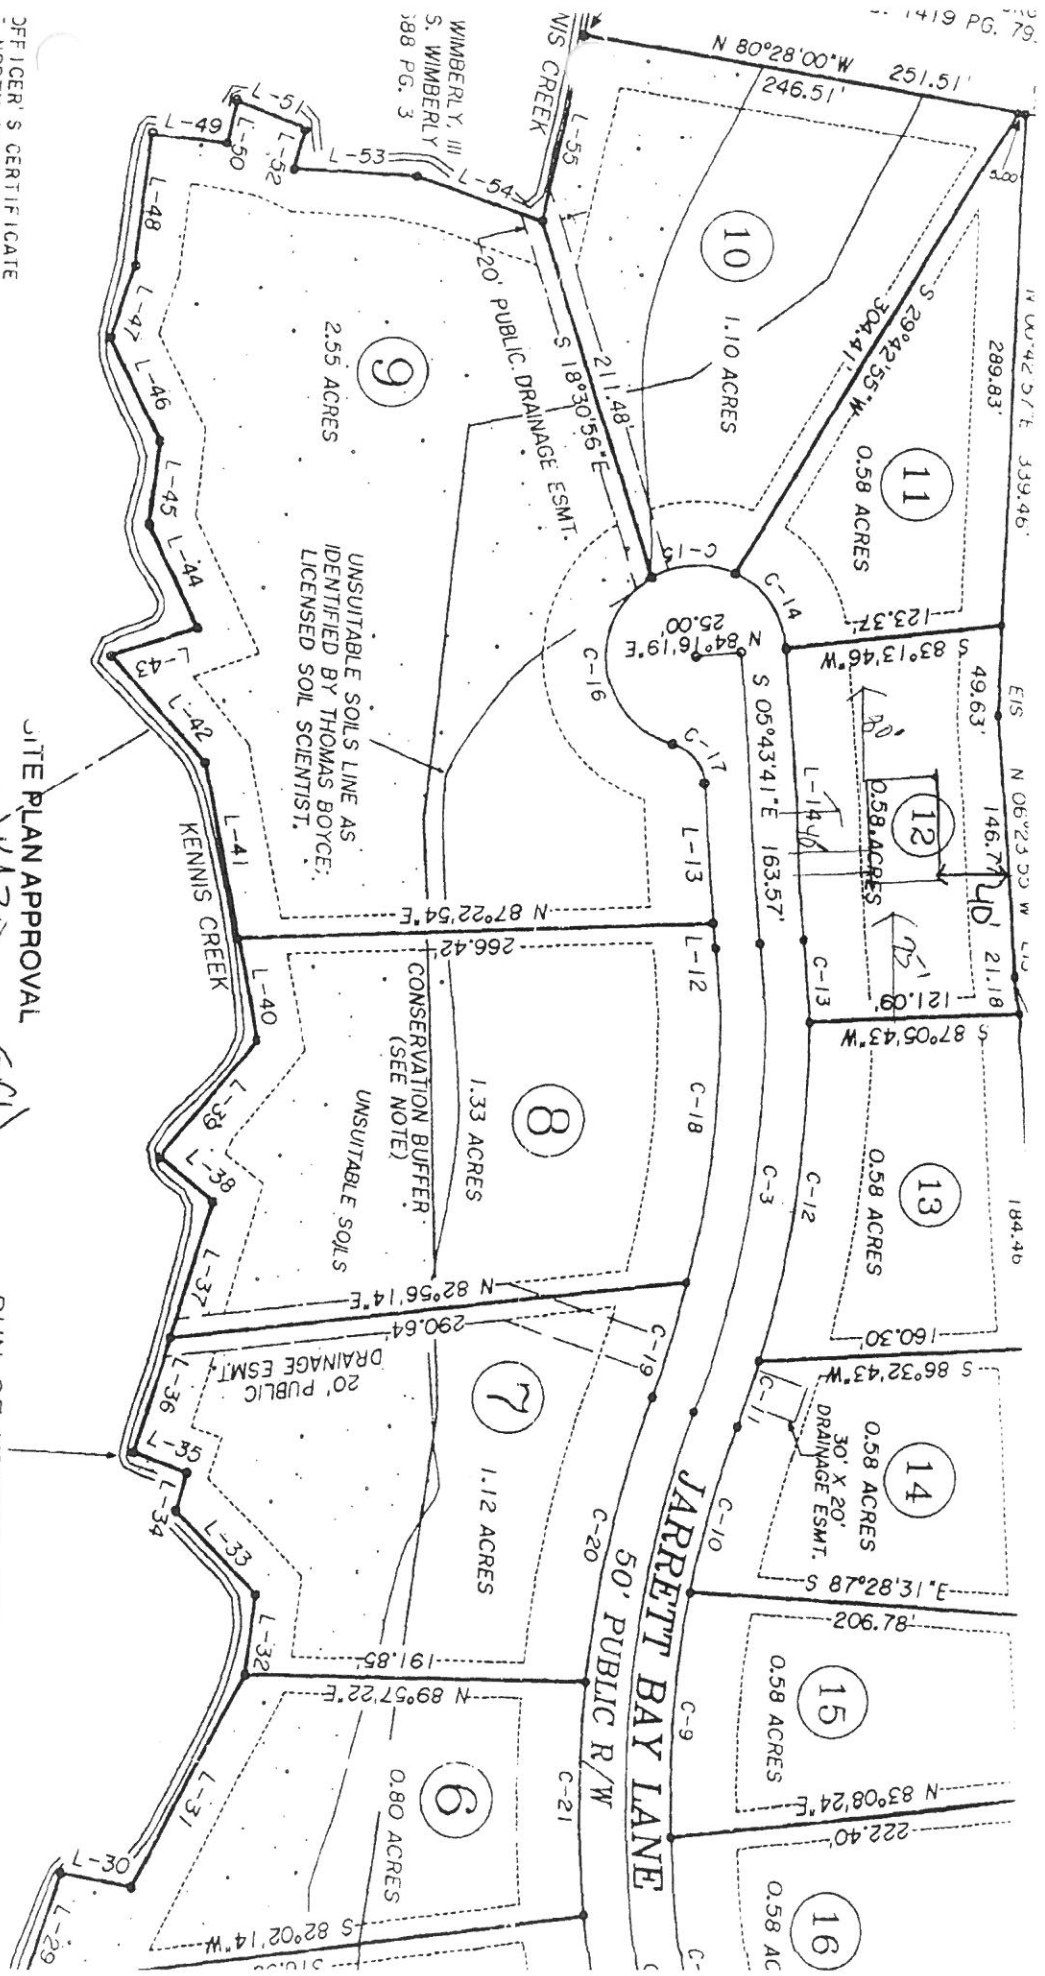 1419 PG. 79
WIMBERLY, III
S. WIMBERLY
388 PG. 3
OFFICER'S CERTIFICATE
NIS CREEK
N 80°28'00"W
251.51'
246.51'
5.00
339.46'
289.83'
S 29°42'55"W
304.41'
10
1.10 ACRES
11
0.58 ACRES
123.37'
S 83°13'46"W
EIS
49.63'
146.77
40'
21.18
12
0.58 ACRES
80'
25'
L-14
S 05°43'41"E 163.57'
N 84°16'19"E
25.00'
C-13
121.09'
S 87°05'43"W
184.46
13
0.58 ACRES
C-12
160.30'
S 86°32'43"W
C-11
14
0.58 ACRES
30' X 20'
DRAINAGE ESMT.
C-10
S 87°28'31"E
206.78'
15
0.58 ACRES
C-9
N 83°08'24"E
222.40'
16
0.58 AC
JARRETT BAY LANE
50' PUBLIC R/W
C-3
C-14
C-15
C-16
C-17
L-13
L-12
C-18
C-19
C-20
C-21
L-55
S 18°30'56"E
211.48'
20' PUBLIC DRAINAGE ESMT.
9
2.55 ACRES
UNSUITABLE SOILS LINE AS
IDENTIFIED BY THOMAS BOYCE,
LICENSED SOIL SCIENTIST.
N 87°22'54"E
266.42'
8
1.33 ACRES
CONSERVATION BUFFER
(SEE NOTE)
UNSUITABLE SOILS
N 82°56'14"E
290.64'
20' PUBLIC
DRAINAGE ESMT.
7
1.12 ACRES
191.85'
N 89°57'22"E
6
0.80 ACRES
S 82°02'14"W
L-54
L-53
L-52
L-51
L-50
L-49
L-48
L-47
L-46
L-45
L-44
L-43
L-42
L-41
KENNIS CREEK
L-40
L-39
L-38
L-37
L-36
L-35
L-34
L-33
L-32
L-31
L-30
L-29
SITE PLAN APPROVAL